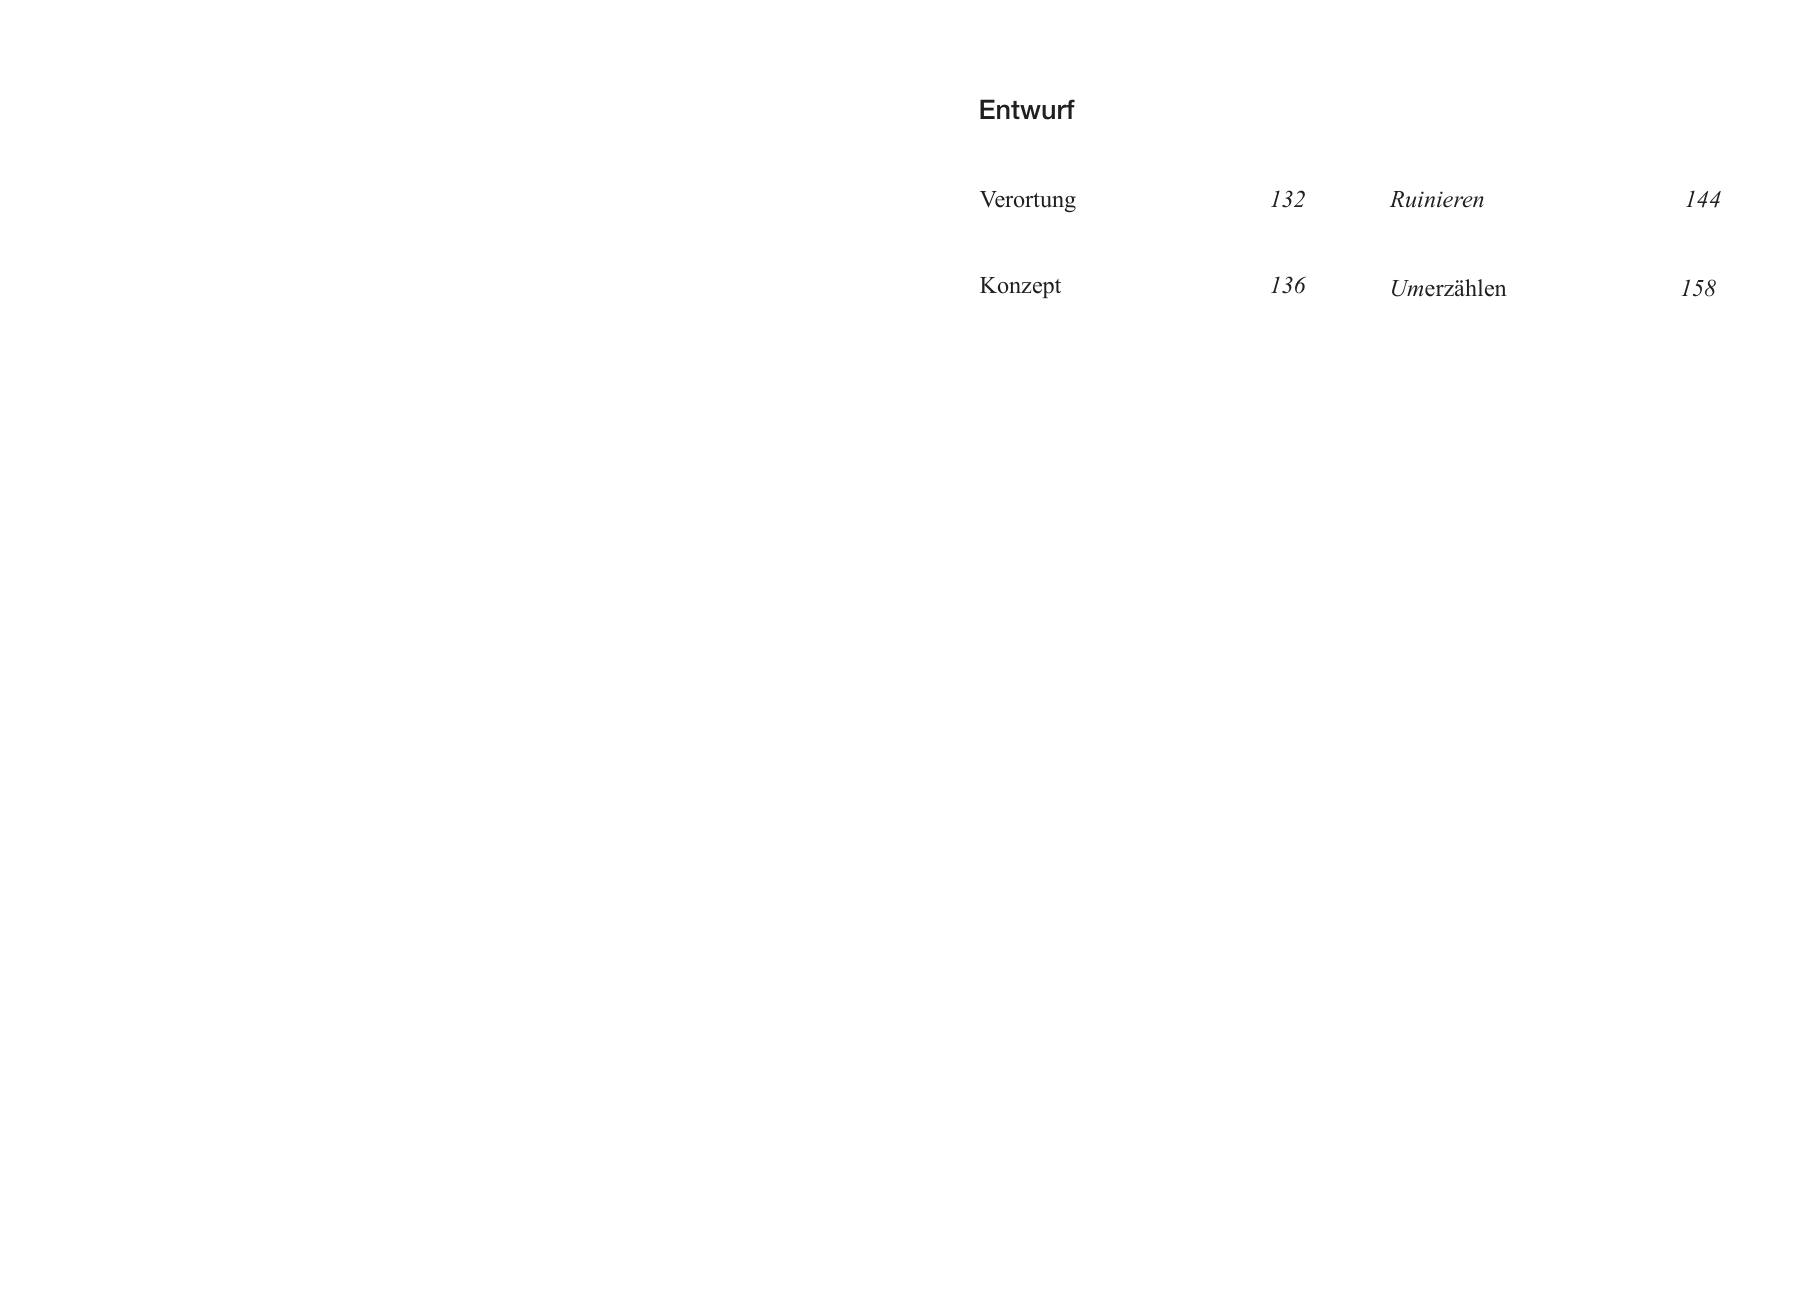 Entwurf
Verortung 132
Konzept 136
Ruinieren 144
Umerzählen 158